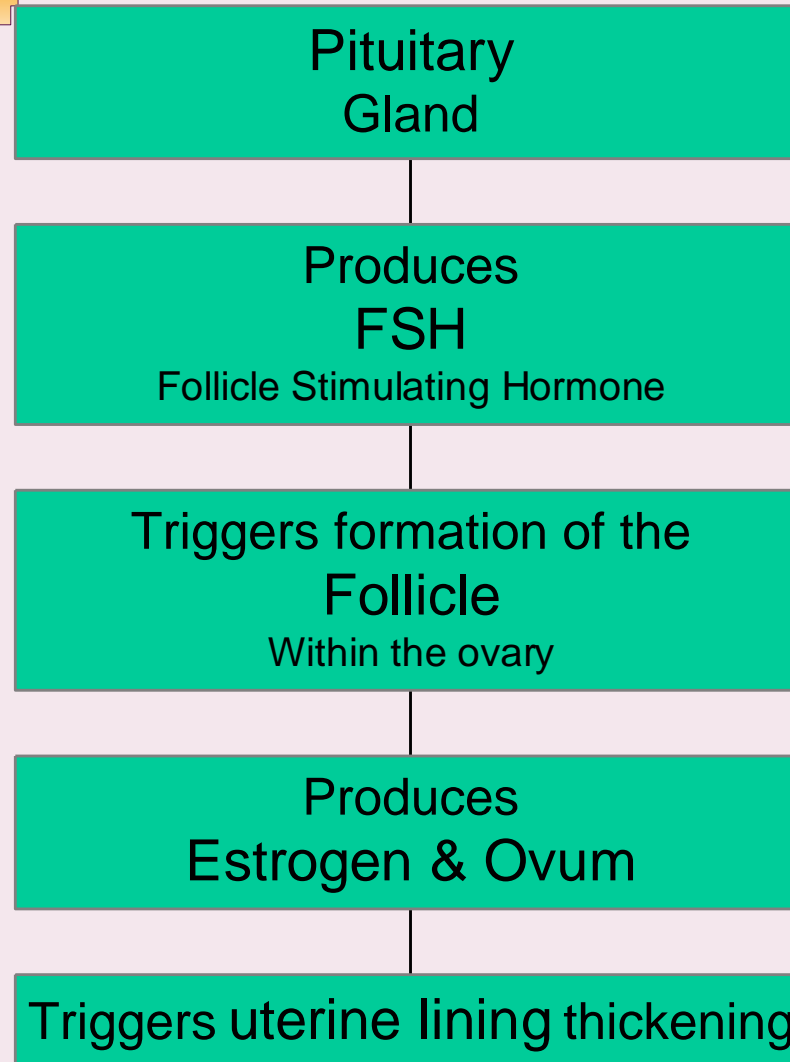 Pituitary
Gland
Produces
FSH
Follicle Stimulating Hormone
Triggers formation of the
Follicle
Within the ovary
Produces
Estrogen & Ovum
Triggers uterine lining thickening